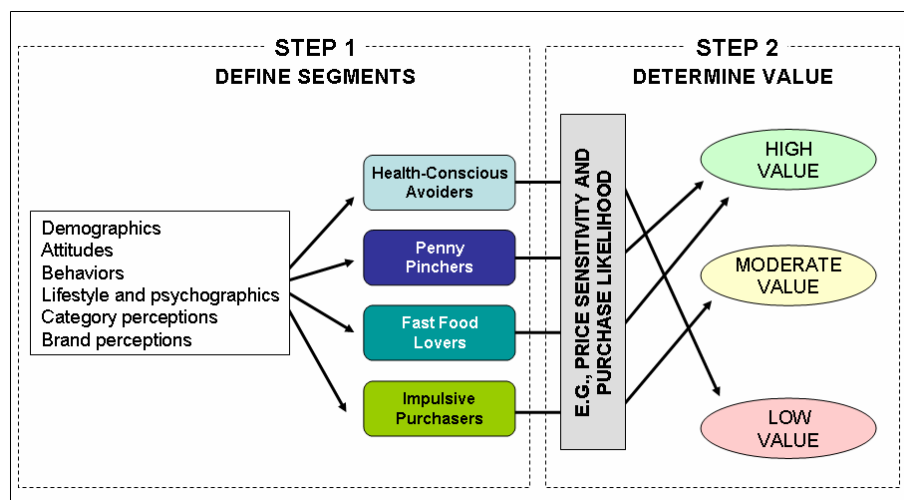 STEP 1
DEFINE SEGMENTS
Demographics
Attitudes
Behaviors
Lifestyle and psychographics
Category perceptions
Brand perceptions
Health-Conscious
Avoiders
Penny
Pinchers
Fast Food
Lovers
Impulsive
Purchasers
STEP 2
DETERMINE VALUE
E.G., PRICE SENSITIVITY AND
PURCHASE LIKELIHOOD
HIGH
VALUE
MODERATE
VALUE
LOW
VALUE